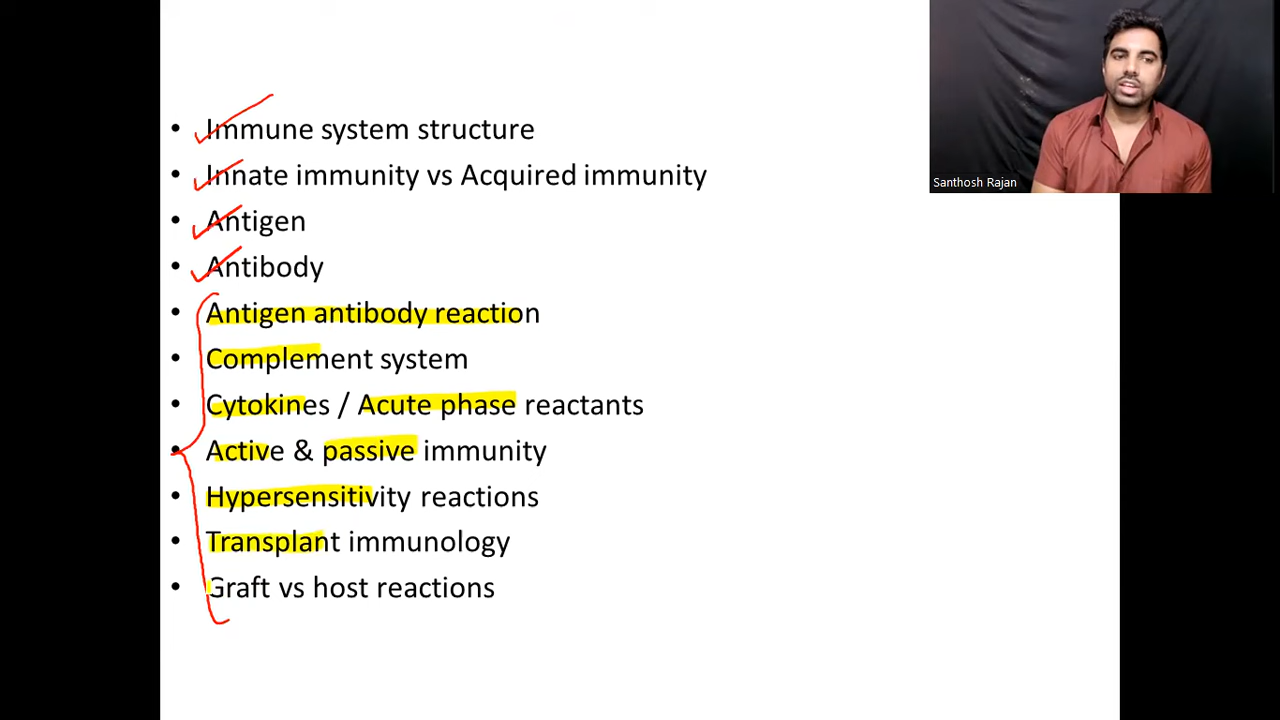 • Immune system structure
• Innate immunity vs Acquired immunity
• Antigen
• Antibody
• Antigen antibody reaction
• Complement system
• Cytokines / Acute phase reactants
• Active & passive immunity
• Hypersensitivity reactions
• Transplant immunology
• Graft vs host reactions
Santhosh Rajan